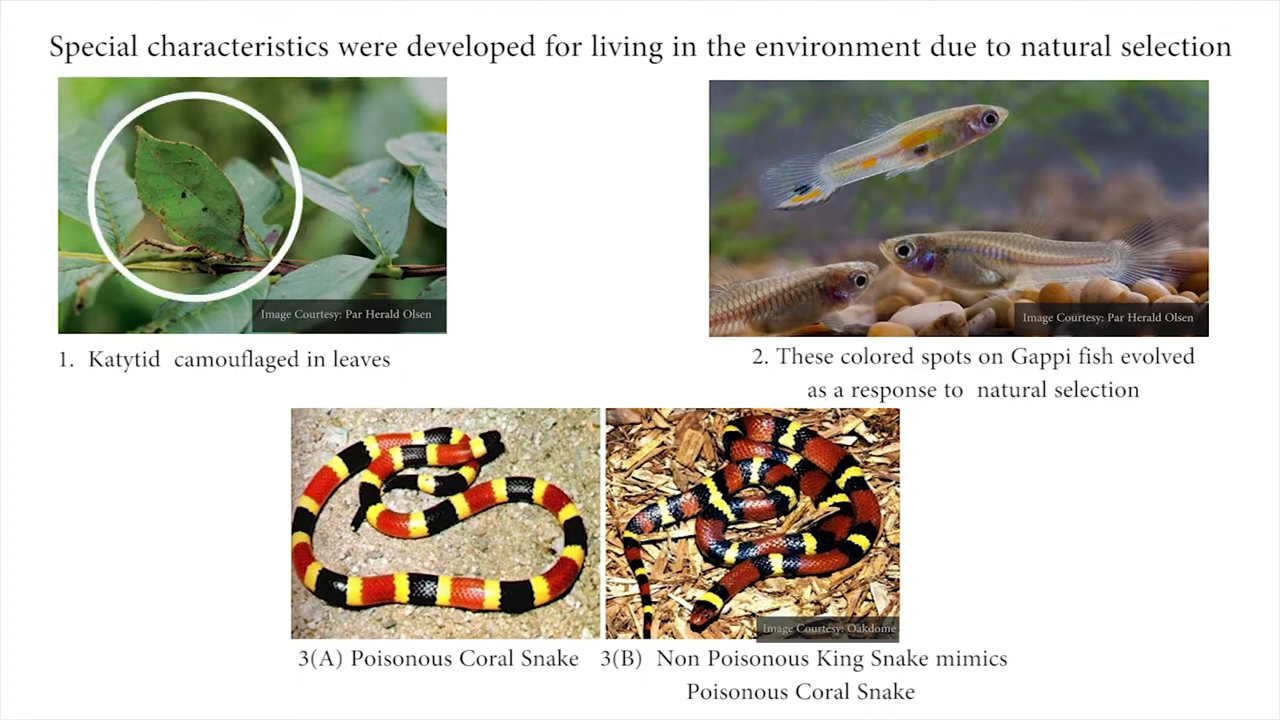 Special characteristics were developed for living in the environment due to natural selection
Image Courtesy: Par Herald Olsen
Image Courtesy: Par Herald Olsen
1. Katytid camouflaged in leaves
2. These colored spots on Gappi fish evolved
as a response to natural selection
Image Courtesy: Oakdome
3(A) Poisonous Coral Snake
3(B) Non Poisonous King Snake mimics
Poisonous Coral Snake